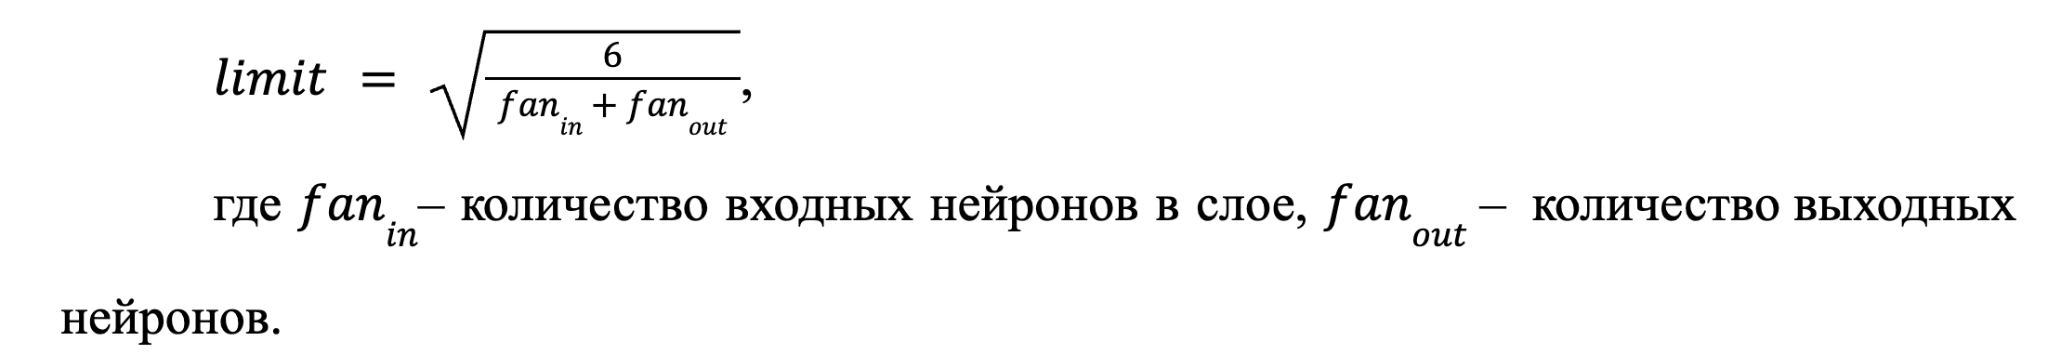 limit = √(6 / (fan_in + fan_out)),
где fan_in – количество входных нейронов в слое, fan_out – количество выходных
нейронов.